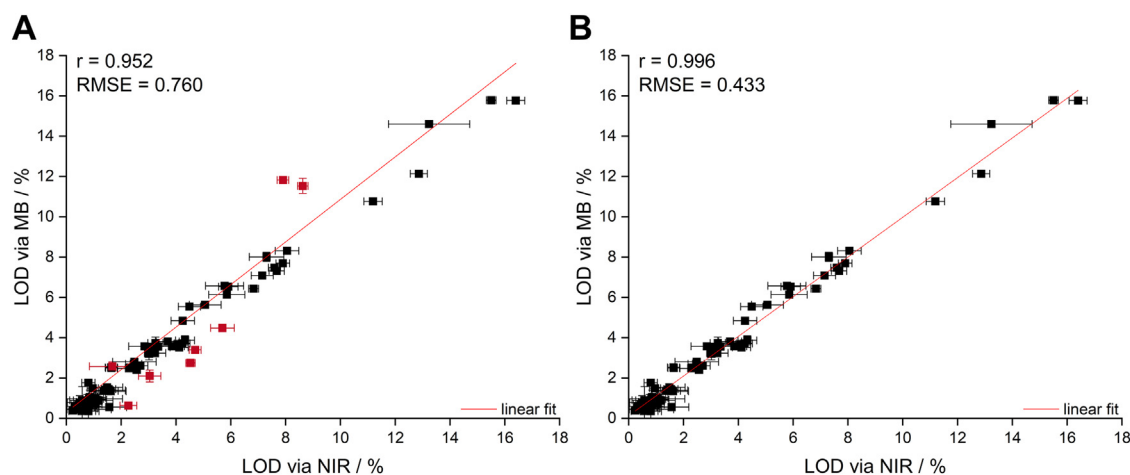 A
r = 0.952
RMSE = 0.760
18
16
14
12
10
8
6
4
2
0
LOD via MB / %
0 2 4 6 8 10 12 14 16 18
LOD via NIR / %
linear fit
B
r = 0.996
RMSE = 0.433
18
16
14
12
10
8
6
4
2
0
LOD via MB / %
0 2 4 6 8 10 12 14 16 18
LOD via NIR / %
linear fit